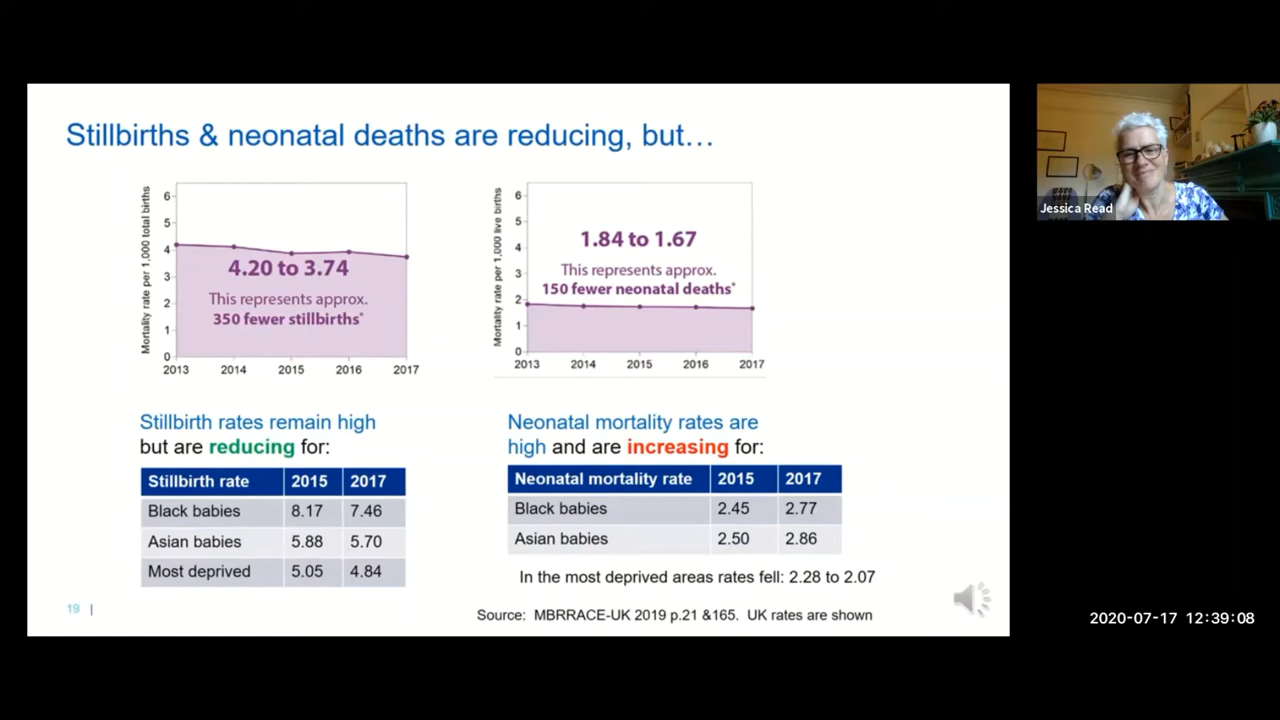 Stillbirths & neonatal deaths are reducing, but…
Mortality rate per 1,000 total births
6
5
4
3
2
1
0
4.20 to 3.74
This represents approx.
350 fewer stillbirths*
2013 2014 2015 2016 2017
Mortality rate per 1,000 live births
6
5
4
3
2
1
0
1.84 to 1.67
This represents approx.
150 fewer neonatal deaths*
2013 2014 2015 2016 2017
Stillbirth rates remain high
but are reducing for:
Stillbirth rate 2015 2017
Black babies 8.17 7.46
Asian babies 5.88 5.70
Most deprived 5.05 4.84
Neonatal mortality rates are
high and are increasing for:
Neonatal mortality rate 2015 2017
Black babies 2.45 2.77
Asian babies 2.50 2.86
In the most deprived areas rates fell: 2.28 to 2.07
19 |
Source: MBRRACE-UK 2019 p.21 &165. UK rates are shown
Jessica Read
2020-07-17 12:39:08